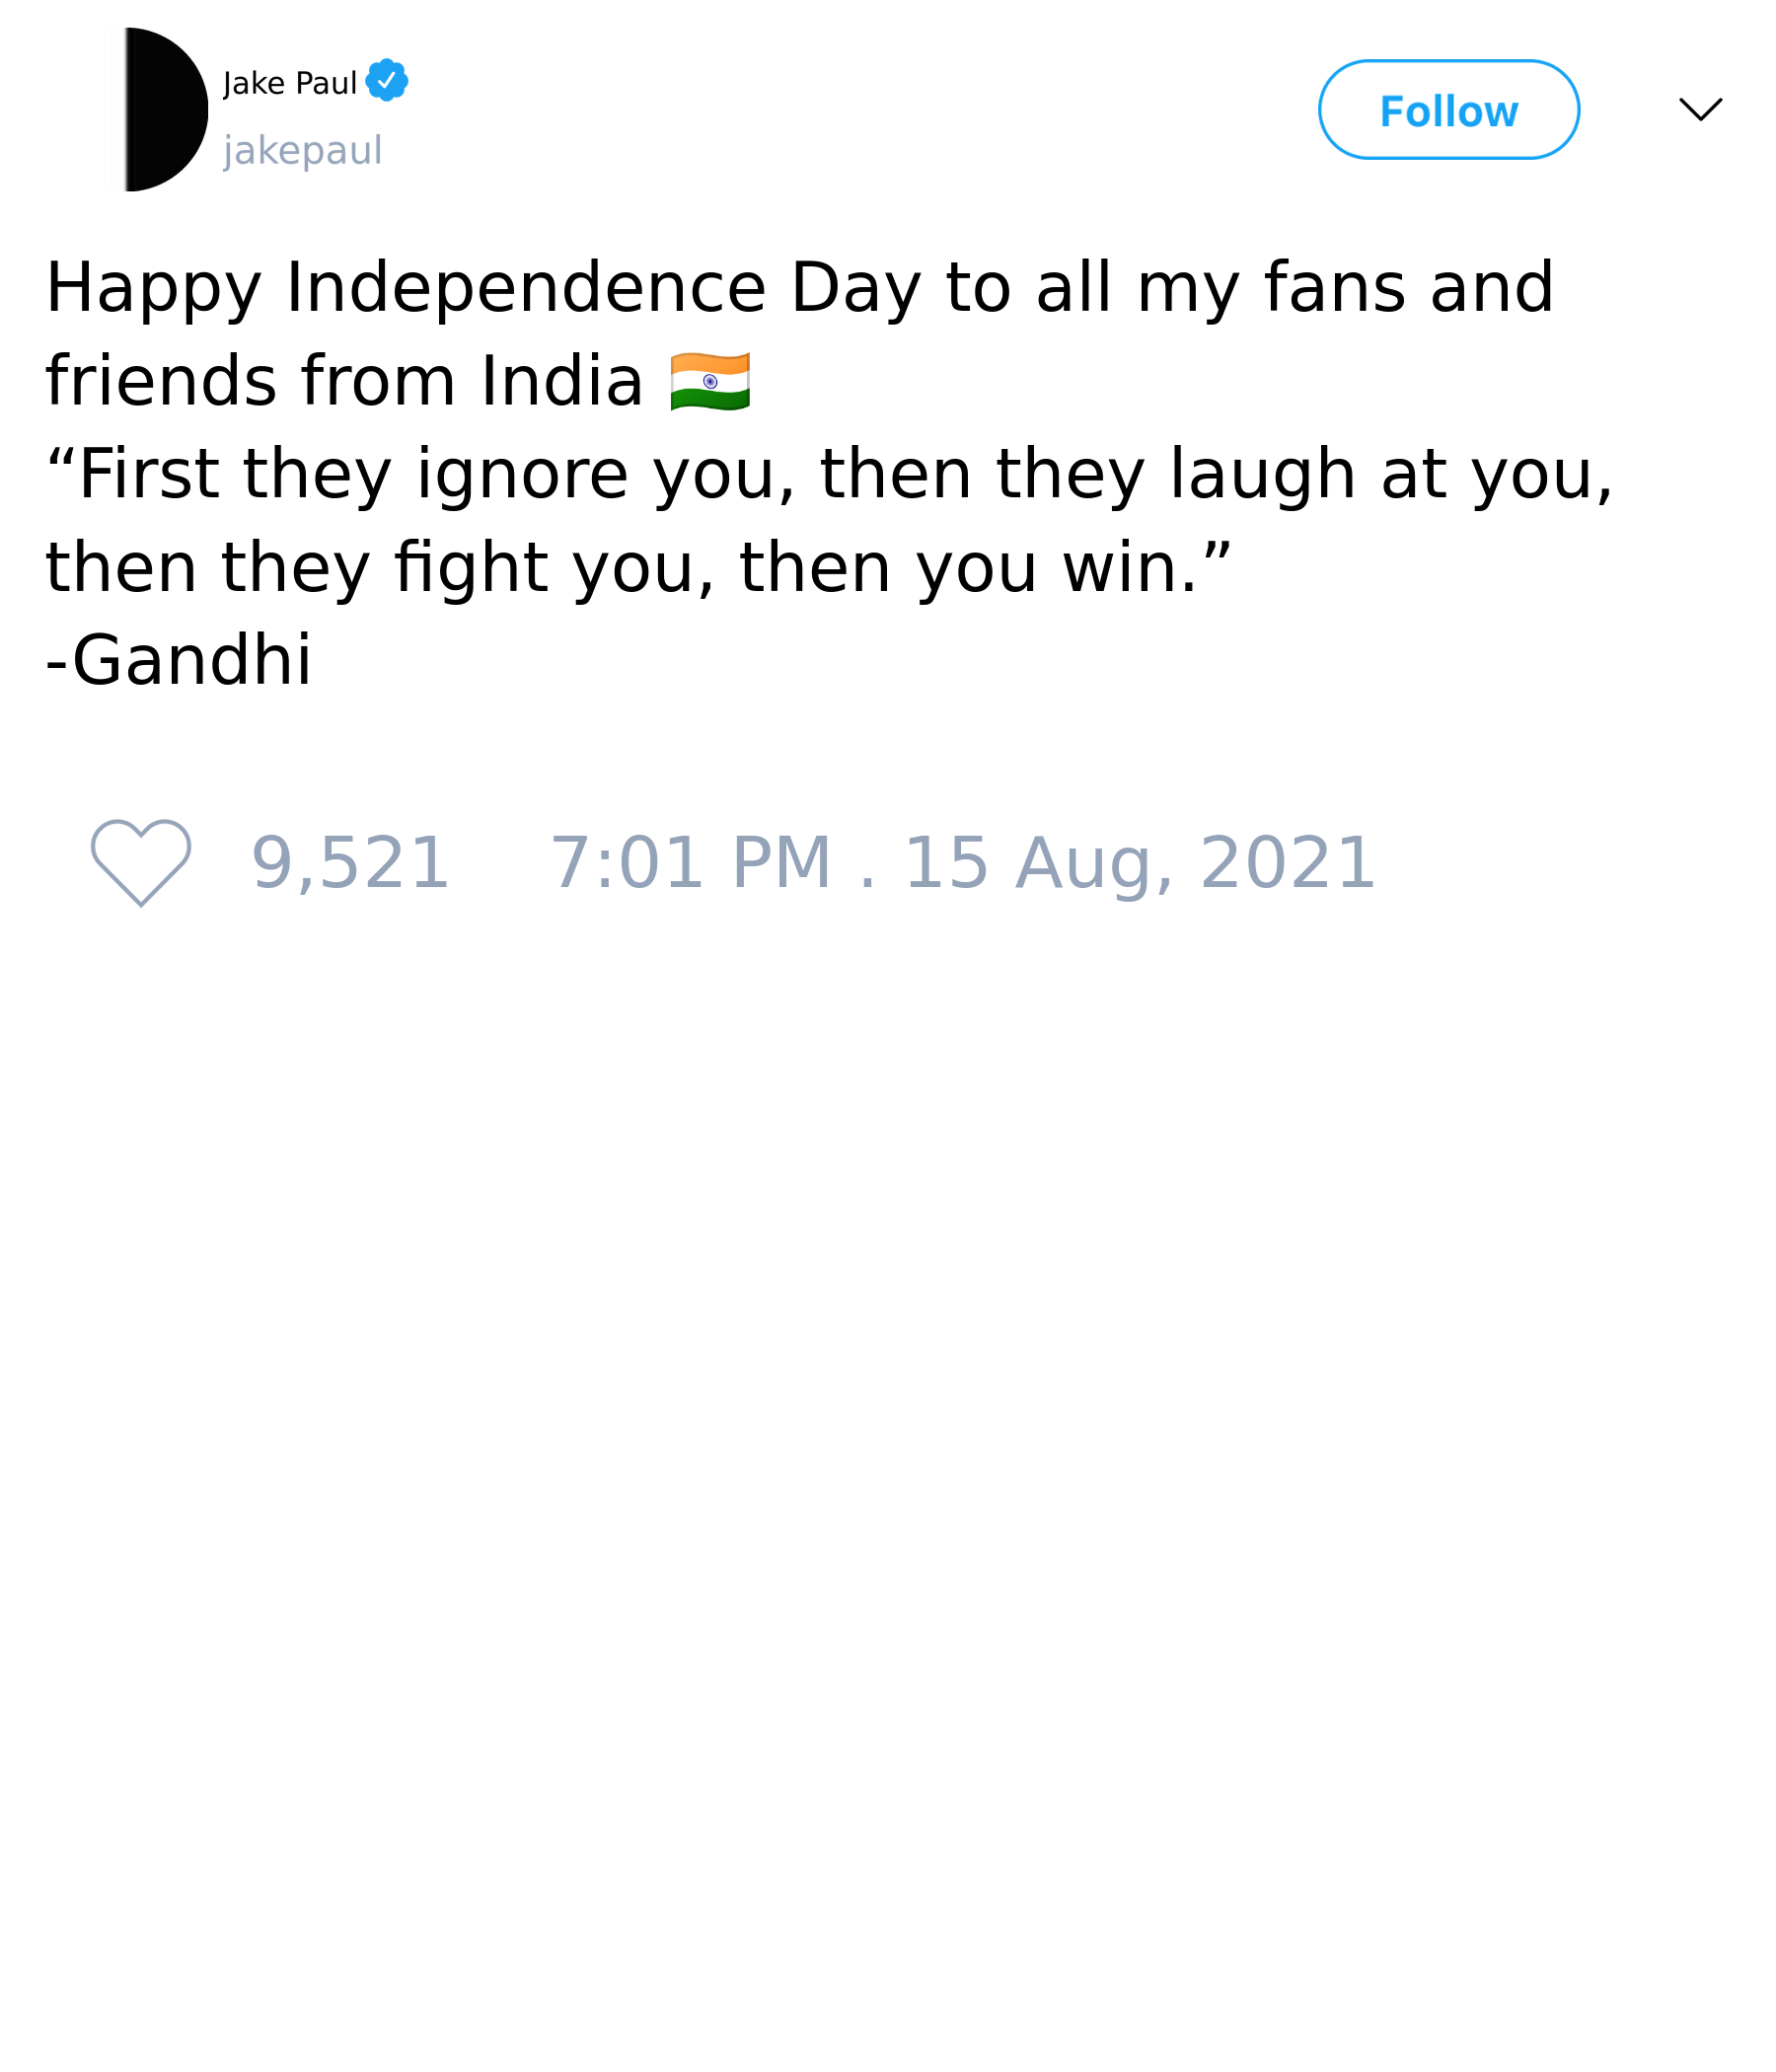 Jake Paul
jakepaul
Follow
Happy Independence Day to all my fans and
friends from India 🇮🇳
“First they ignore you, then they laugh at you,
then they fight you, then you win.”
-Gandhi
9,521 7:01 PM . 15 Aug, 2021